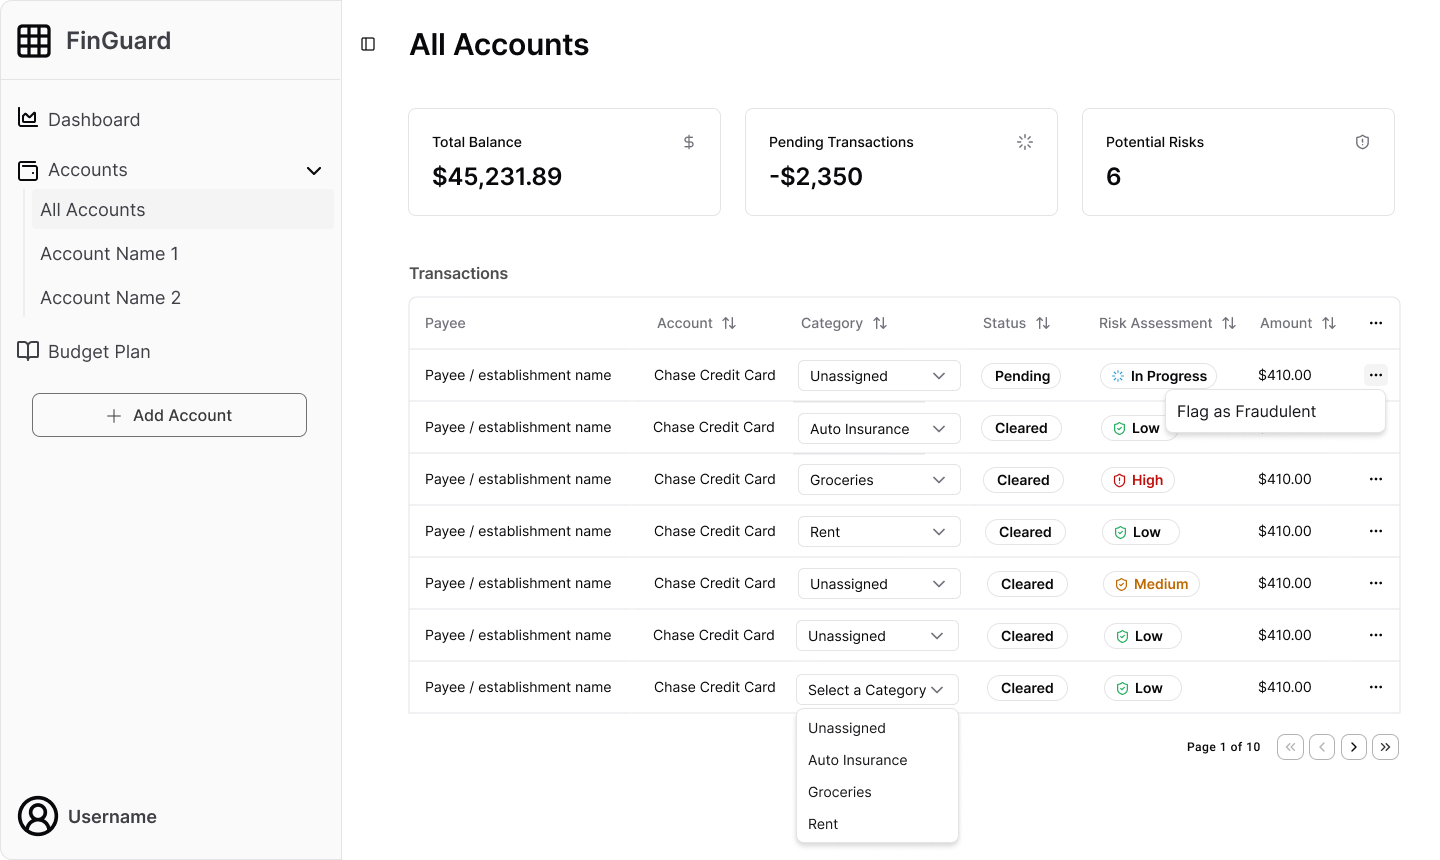 FinGuard
Dashboard
Accounts
All Accounts
Account Name 1
Account Name 2
Budget Plan
Add Account
Username
All Accounts
Total Balance
$45,231.89
Pending Transactions
-$2,350
Potential Risks
6
Transactions
Payee Account Category Status Risk Assessment Amount
Payee / establishment name Chase Credit Card Unassigned Pending In Progress $410.00
Flag as Fraudulent
Payee / establishment name Chase Credit Card Auto Insurance Cleared Low
Payee / establishment name Chase Credit Card Groceries Cleared High $410.00
Payee / establishment name Chase Credit Card Rent Cleared Low $410.00
Payee / establishment name Chase Credit Card Unassigned Cleared Medium $410.00
Payee / establishment name Chase Credit Card Unassigned Cleared Low $410.00
Payee / establishment name Chase Credit Card Select a Category Cleared Low $410.00
Unassigned
Auto Insurance
Groceries
Rent
Page 1 of 10